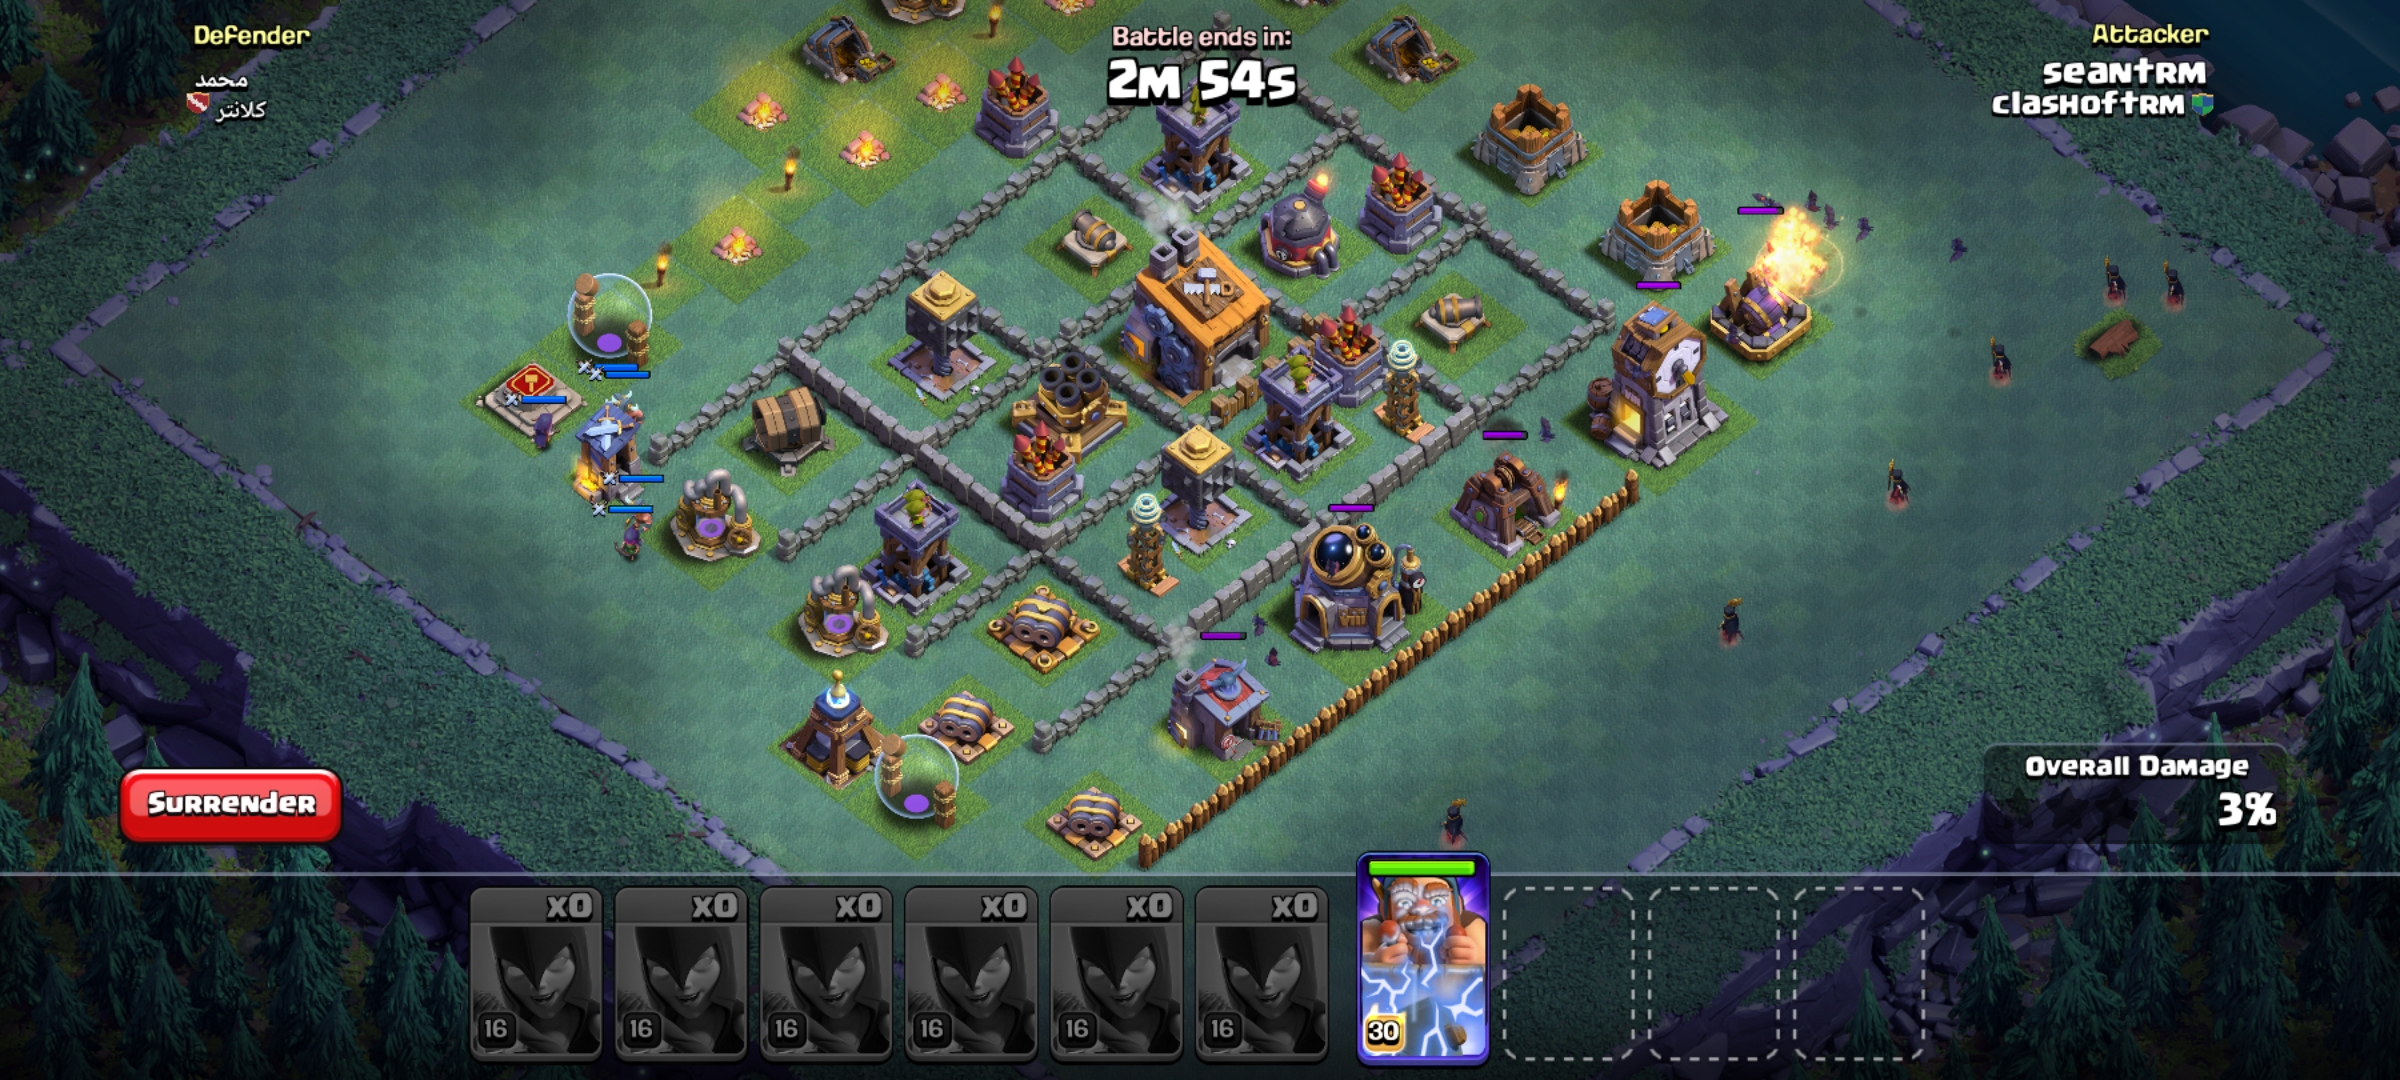 Defender
محمد
كلانتر
Battle ends in:
2M 54S
Attacker
seantRM
clashoftRM
Surrender
Overall Damage
3%
x0 x0 x0 x0 x0 x0
16 16 16 16 16 16 30